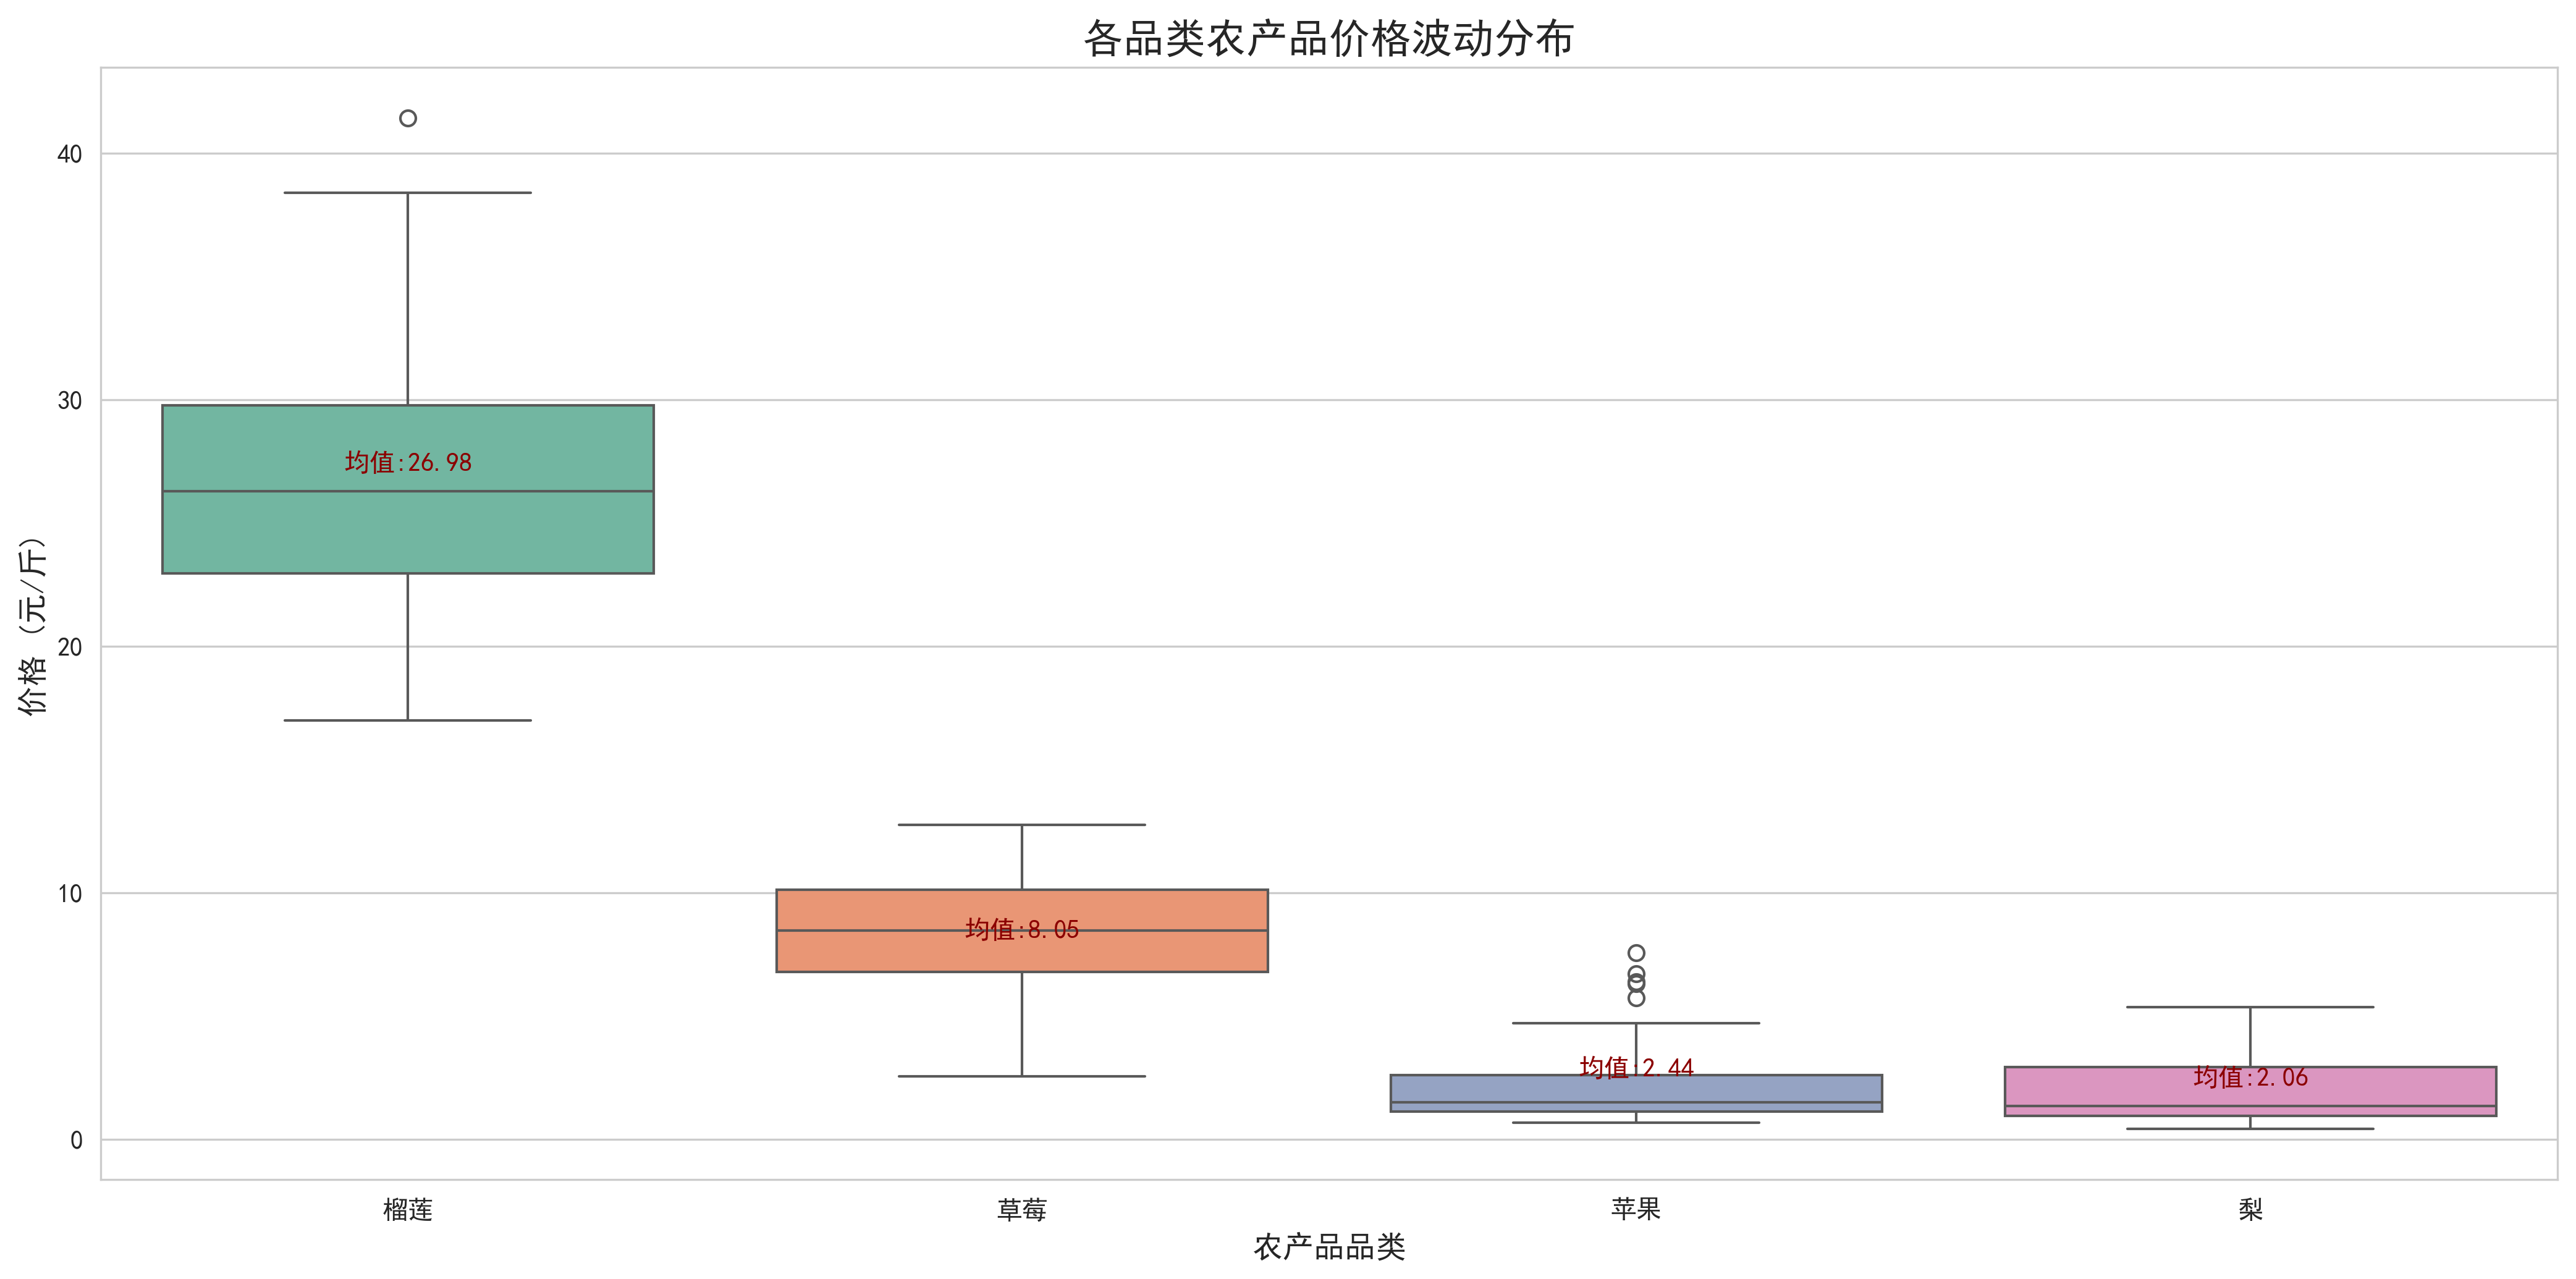 各品类农产品价格波动分布
价格 (元/斤)
40
30
20
10
0
均值:26.98
均值:8.05
均值:2.44
均值:2.06
榴莲
草莓
苹果
梨
农产品品类